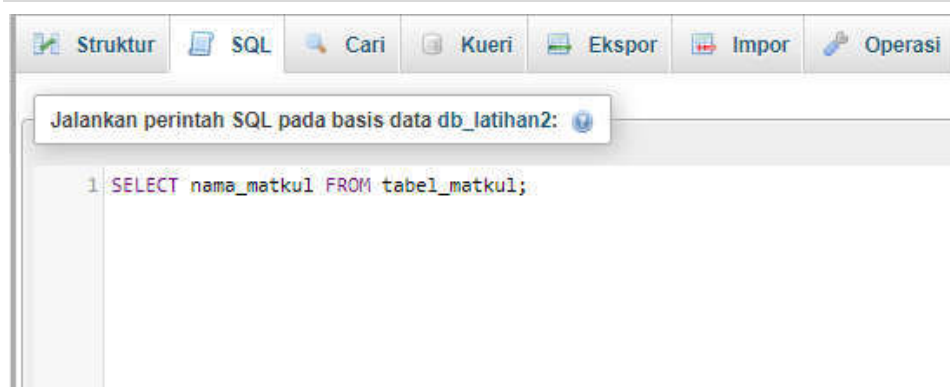 Struktur SQL Cari Kueri Ekspor Impor Operasi
Jalankan perintah SQL pada basis data db_latihan2:
1 SELECT nama_matkul FROM tabel_matkul;